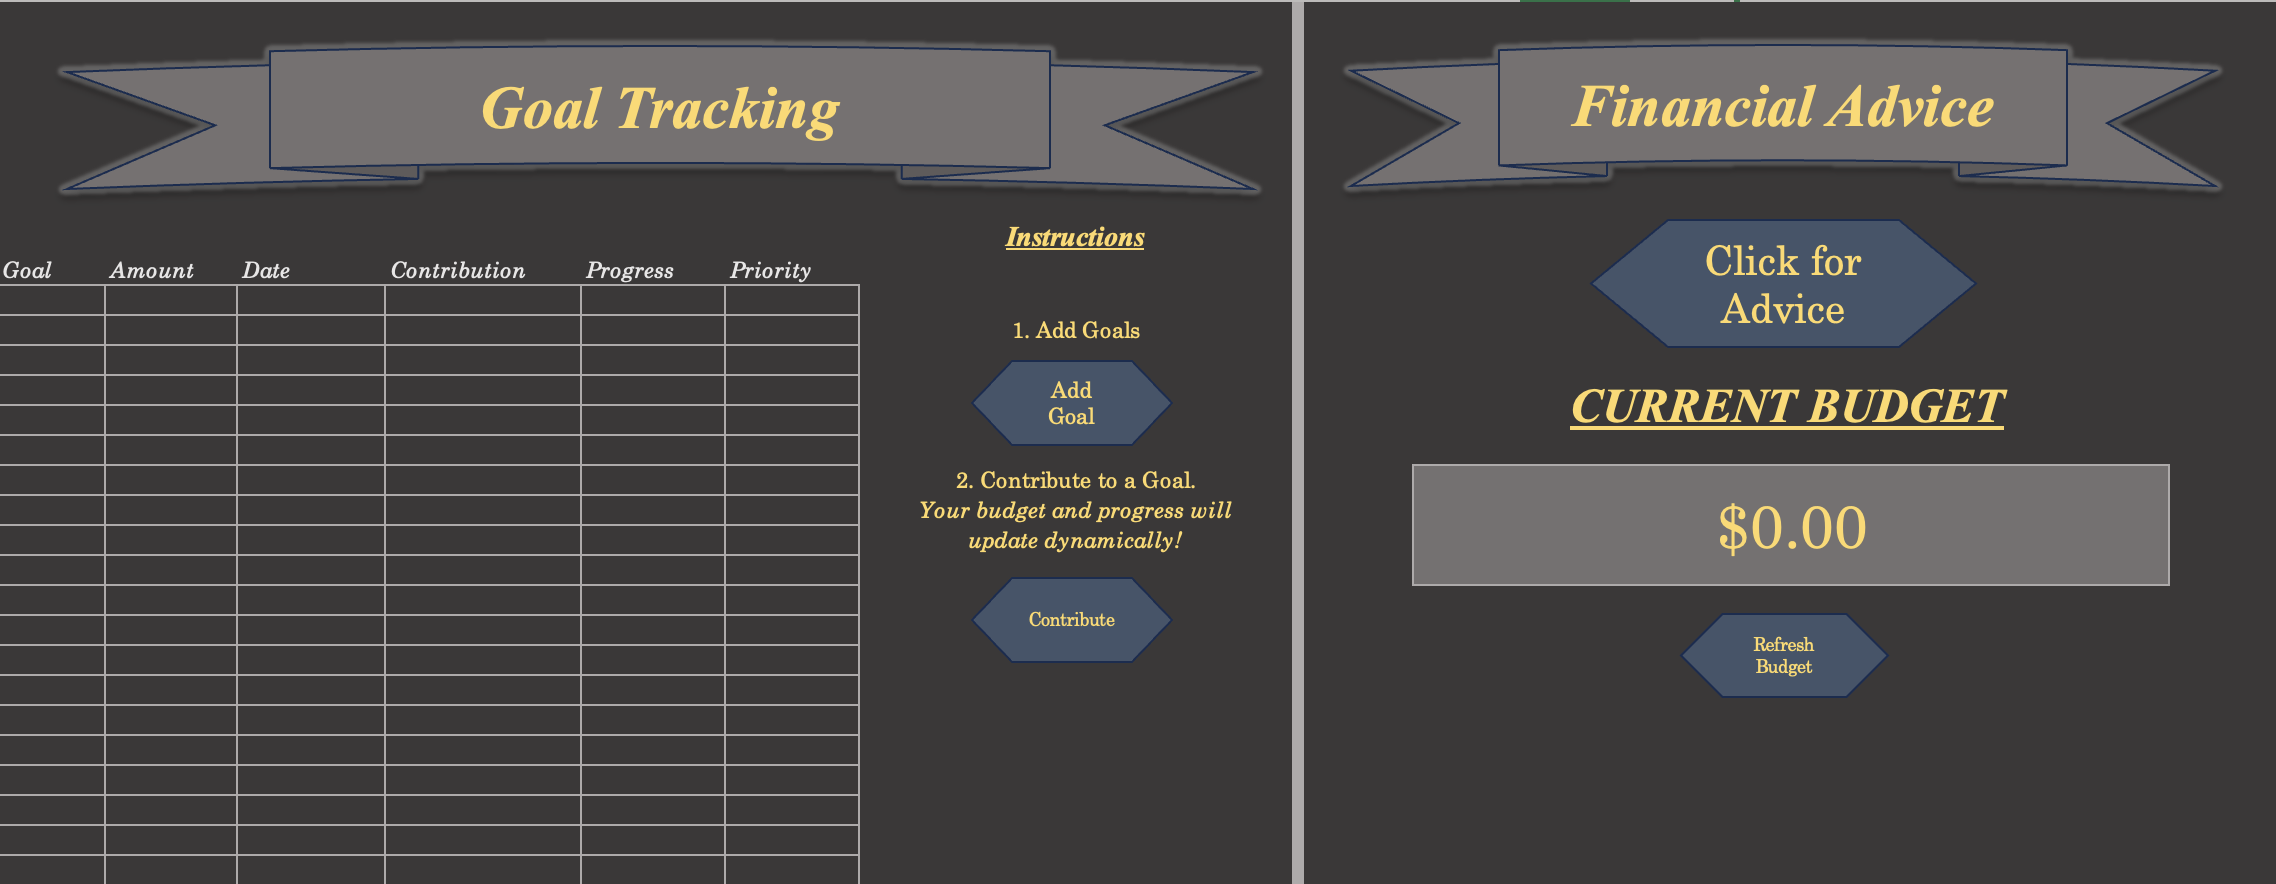 Goal Tracking
Instructions
Goal Amount Date Contribution Progress Priority
1. Add Goals
Add
Goal
2. Contribute to a Goal.
Your budget and progress will
update dynamically!
Contribute
Financial Advice
Click for
Advice
CURRENT BUDGET
$0.00
Refresh
Budget